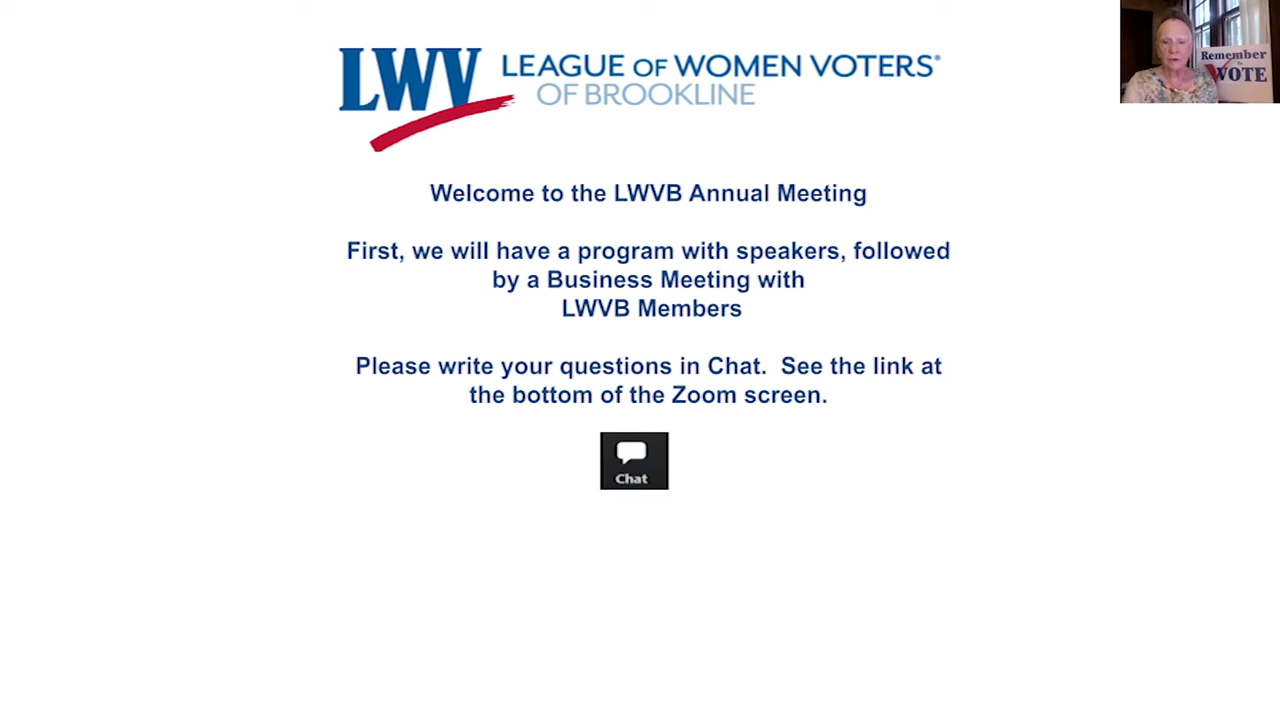 LWV LEAGUE OF WOMEN VOTERS®
OF BROOKLINE
Remember
to
VOTE
Welcome to the LWVB Annual Meeting
First, we will have a program with speakers, followed
by a Business Meeting with
LWVB Members
Please write your questions in Chat.  See the link at
the bottom of the Zoom screen.
Chat